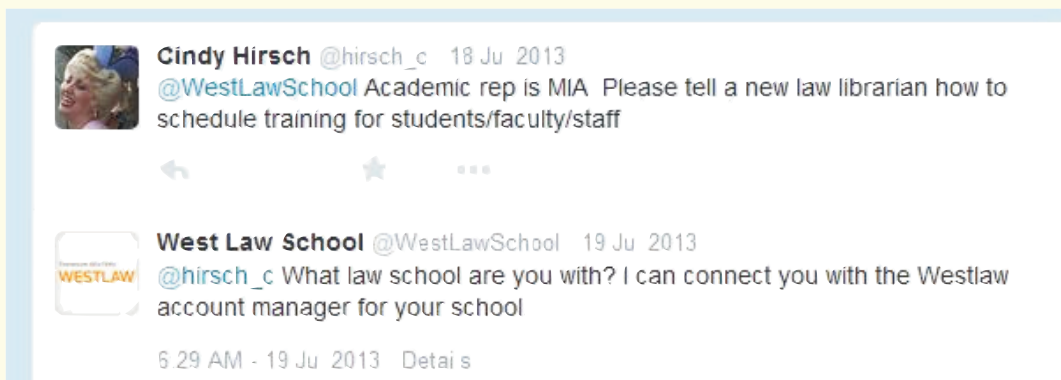 Cindy Hirsch @hirsch_c 18 Ju 2013
@WestLawSchool Academic rep is MIA Please tell a new law librarian how to
schedule training for students/faculty/staff
West Law School @WestLawSchool 19 Ju 2013
WESTLAW
@hirsch_c What law school are you with? I can connect you with the Westlaw
account manager for your school
6 29 AM - 19 Ju 2013 Detai s